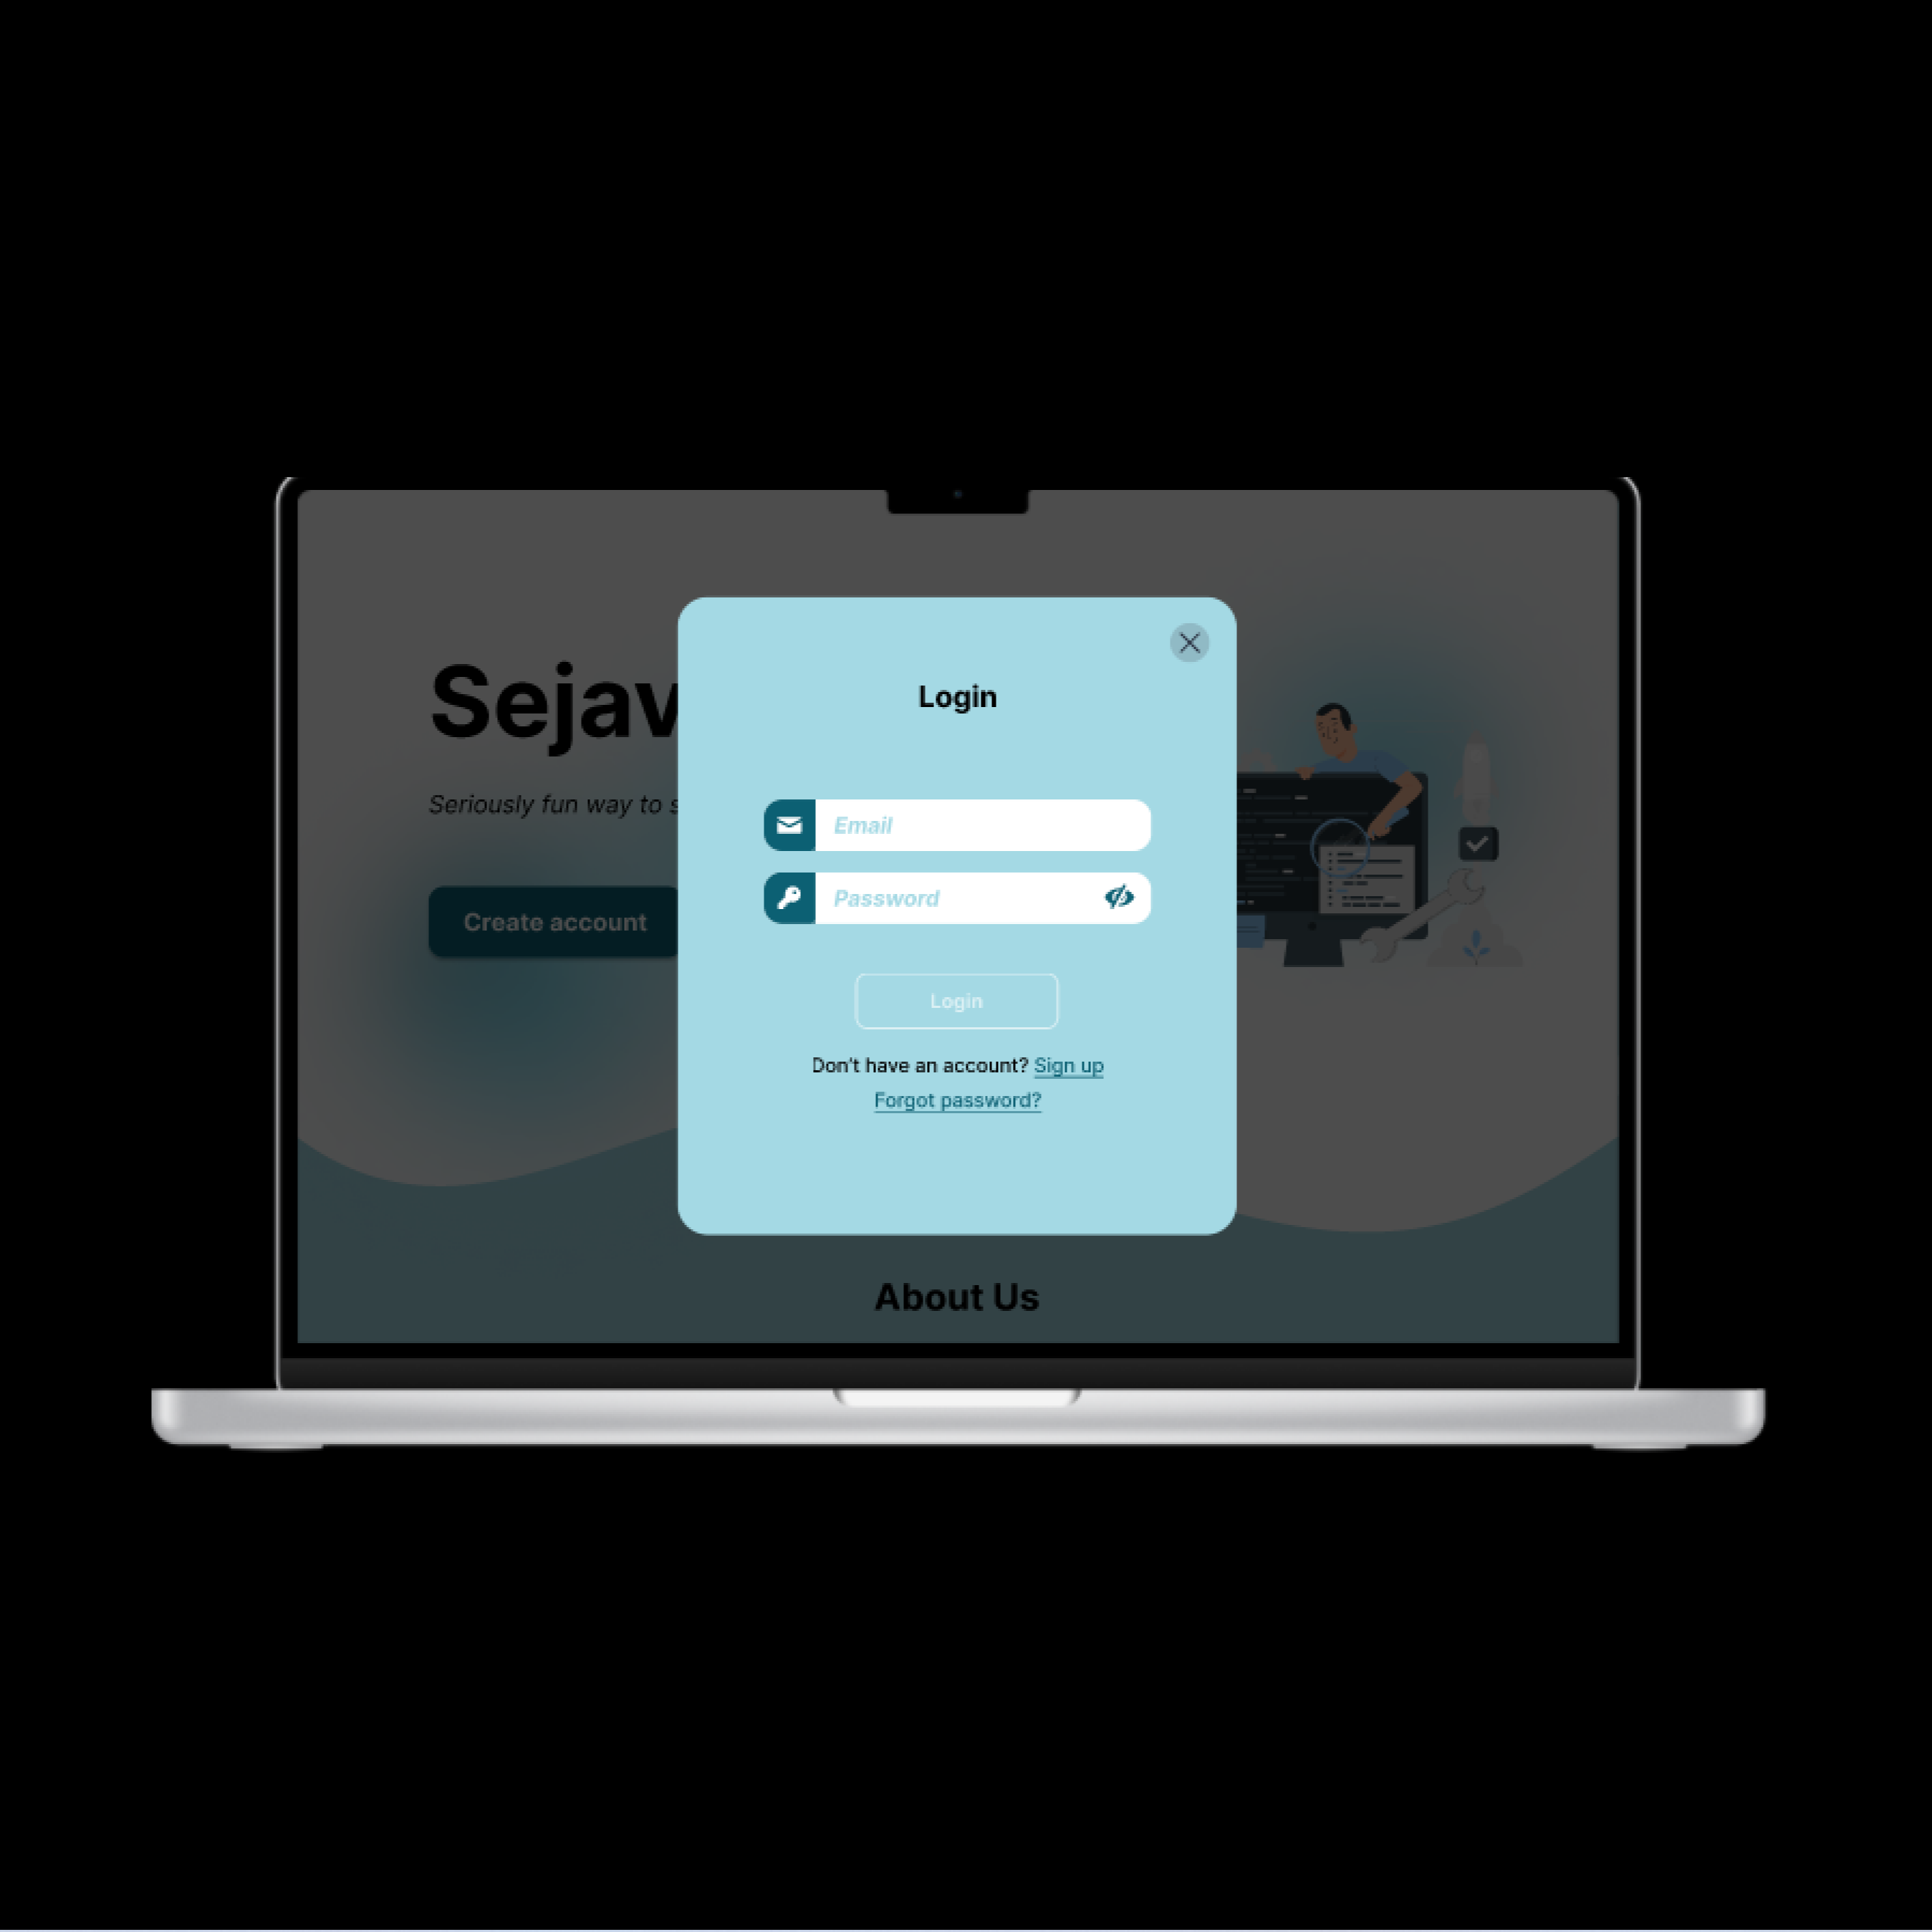 Login
Sejav
Seriously fun way to s
Email
Password
Create account
Login
Don't have an account? Sign up
Forgot password?
About Us